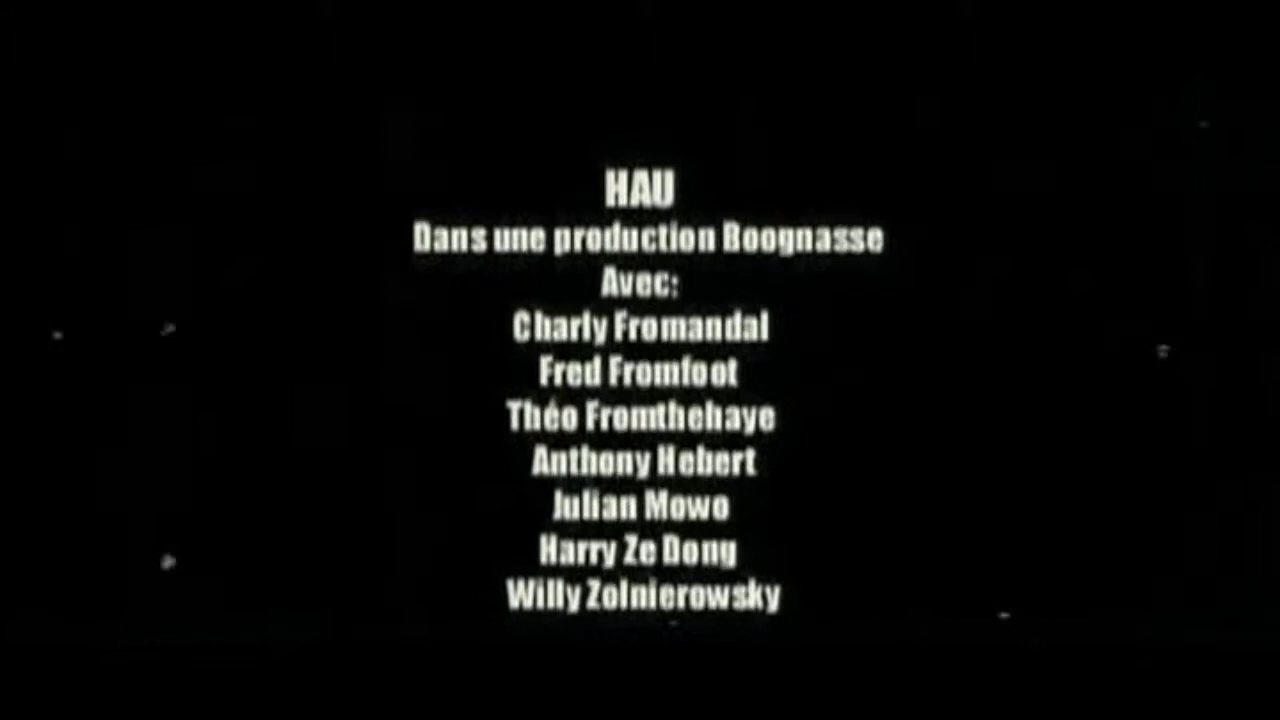 HAU
Dans une production Roognasse
Avec:
Charly Fromandal
Fred Fromfoot
Théo Fromthehaye
Anthony Hebert
Julian Mowo
Harry Ze Dong
Willy Zolnierowsky